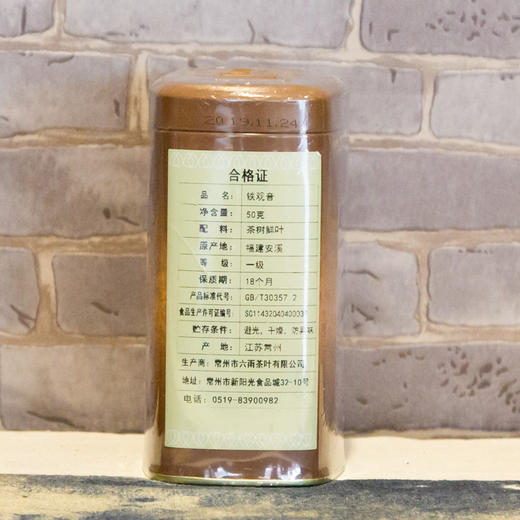 2019.11.24
合格证
品 名： 铁观音
净含量： 50克
配 料： 茶树鲜叶
原产地： 福建安溪
等 级： 一级
保质期： 18个月
产品标准代号： GB/T30357.2
食品生产许可证编号： SC11432040400039
贮存条件： 避光、干燥、防异味
产 地： 江苏常州
生产商：常州市六雨茶叶有限公司
地址：常州市新阳光食品城32-10号
电话：0519-83900982